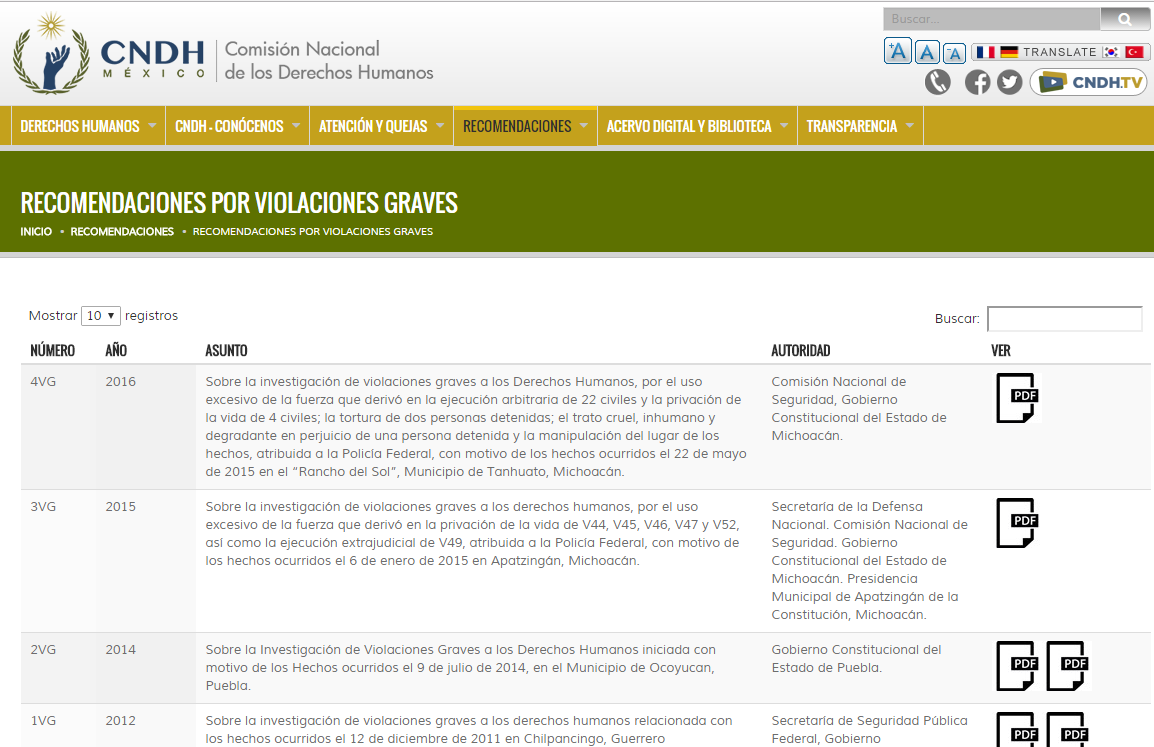 Buscar...
CNDH
MÉXICO
Comisión Nacional
de los Derechos Humanos
+A A -A
TRANSLATE
CNDH.TV
DERECHOS HUMANOS CNDH - CONÓCENOS ATENCIÓN Y QUEJAS RECOMENDACIONES ACERVO DIGITAL Y BIBLIOTECA TRANSPARENCIA
RECOMENDACIONES POR VIOLACIONES GRAVES
INICIO • RECOMENDACIONES • RECOMENDACIONES POR VIOLACIONES GRAVES
Mostrar 10 registros
Buscar:
NÚMERO AÑO ASUNTO AUTORIDAD VER
4VG 2016
Sobre la investigación de violaciones graves a los Derechos Humanos, por el uso
excesivo de la fuerza que derivó en la ejecución arbitraria de 22 civiles y la privación de
la vida de 4 civiles; la tortura de dos personas detenidas; el trato cruel, inhumano y
degradante en perjuicio de una persona detenida y la manipulación del lugar de los
hechos, atribuida a la Policía Federal, con motivo de los hechos ocurridos el 22 de mayo
de 2015 en el "Rancho del Sol", Municipio de Tanhuato, Michoacán.
Comisión Nacional de
Seguridad, Gobierno
Constitucional del Estado de
Michoacán.
PDF
3VG 2015
Sobre la investigación de violaciones graves a los derechos humanos, por el uso
excesivo de la fuerza que derivó en la privación de la vida de V44, V45, V46, V47 y V52,
así como la ejecución extrajudicial de V49, atribuida a la Policía Federal, con motivo de
los hechos ocurridos el 6 de enero de 2015 en Apatzingán, Michoacán.
Secretaría de la Defensa
Nacional. Comisión Nacional de
Seguridad. Gobierno
Constitucional del Estado de
Michoacán. Presidencia
Municipal de Apatzingán de la
Constitución, Michoacán.
PDF
2VG 2014
Sobre la Investigación de Violaciones Graves a los Derechos Humanos iniciada con
motivo de los Hechos ocurridos el 9 de julio de 2014, en el Municipio de Ocoyucan,
Puebla.
Gobierno Constitucional del
Estado de Puebla.
PDF PDF
1VG 2012
Sobre la investigación de violaciones graves a los derechos humanos relacionada con
los hechos ocurridos el 12 de diciembre de 2011 en Chilpancingo, Guerrero
Secretaría de Seguridad Pública
Federal, Gobierno
PDF PDF